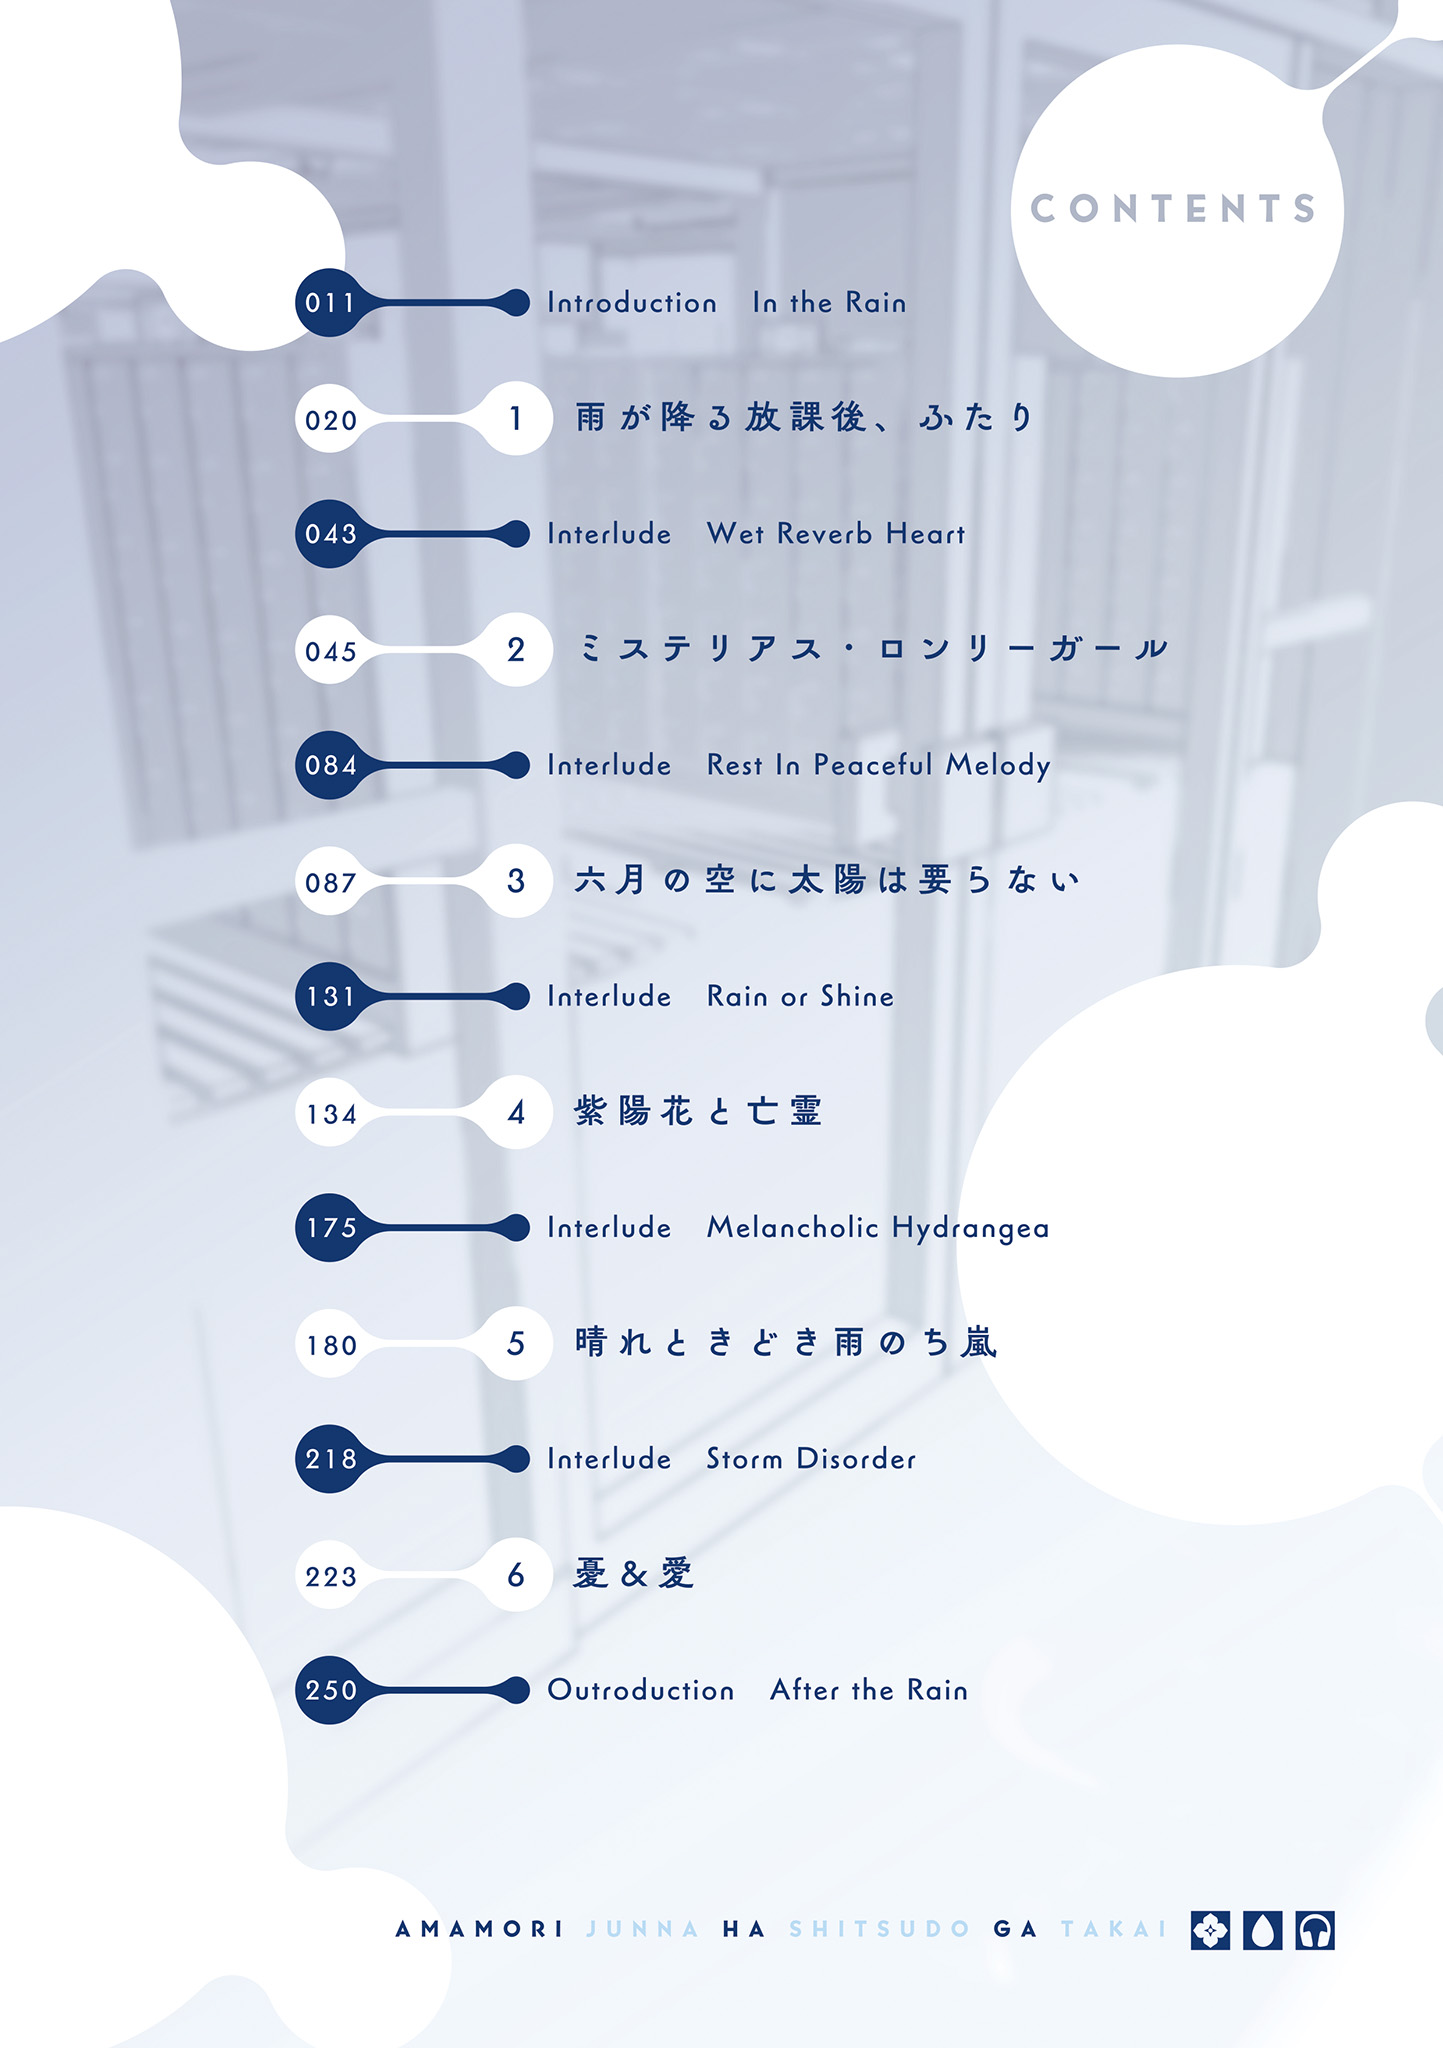 CONTENTS
011 Introduction In the Rain
020 1 雨が降る放課後、ふたり
043 Interlude Wet Reverb Heart
045 2 ミステリアス・ロンリーガール
084 Interlude Rest In Peaceful Melody
087 3 六月の空に太陽は要らない
131 Interlude Rain or Shine
134 4 紫陽花と亡霊
175 Interlude Melancholic Hydrangea
180 5 晴れときどき雨のち嵐
218 Interlude Storm Disorder
223 6 憂&愛
250 Outroduction After the Rain
AMAMORI JUNNA HA SHITSUDO GA TAKAI